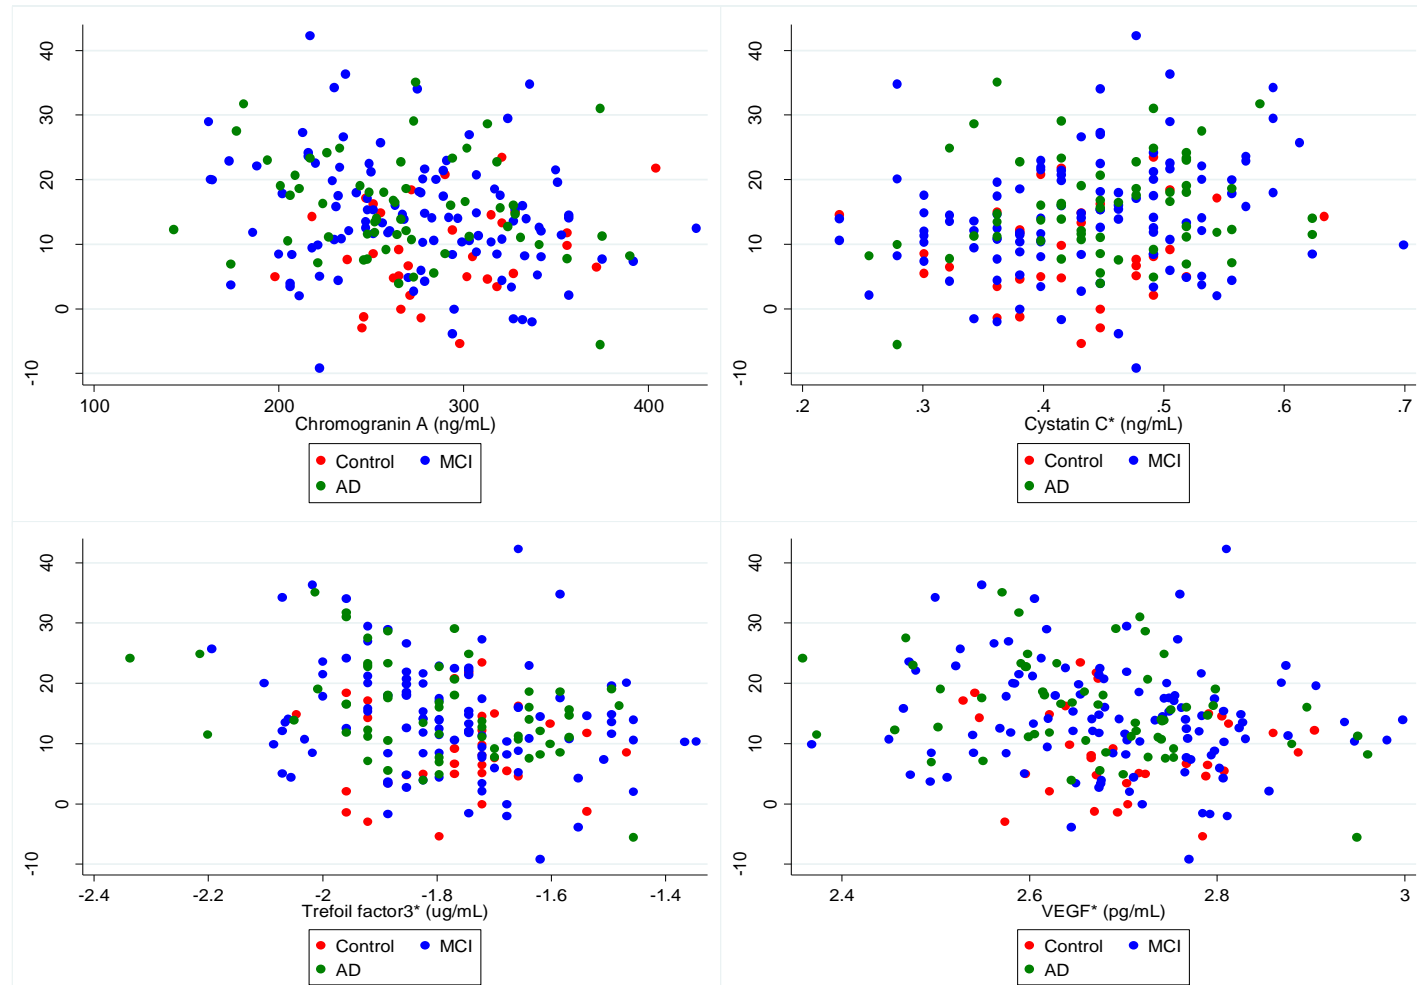 40
30
20
10
0
-10
100 200 300 400
Chromogranin A (ng/mL)
Control MCI
AD
40
30
20
10
0
-10
.2 .3 .4 .5 .6 .7
Cystatin C* (ng/mL)
Control MCI
AD
40
30
20
10
0
-10
-2.4 -2.2 -2 -1.8 -1.6 -1.4
Trefoil factor3* (ug/mL)
Control MCI
AD
40
30
20
10
0
-10
2.4 2.6 2.8 3
VEGF* (pg/mL)
Control MCI
AD